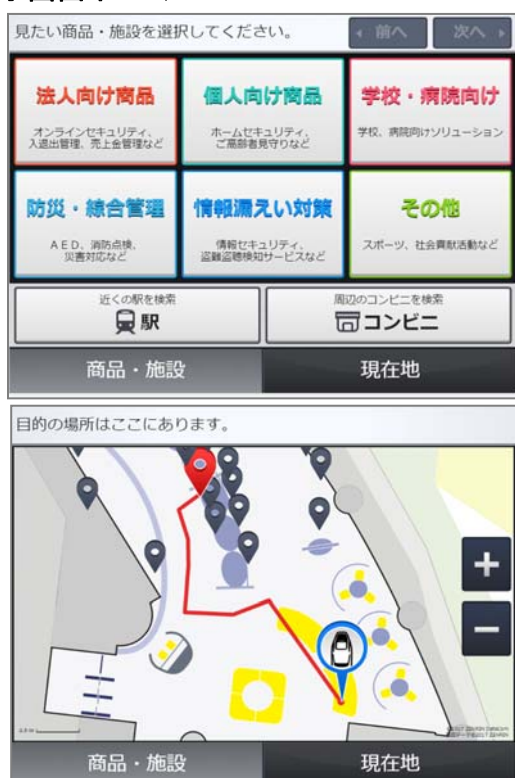 見たい商品・施設を選択してください。
前へ
次へ
法人向け商品
オンラインセキュリティ、
入退出管理、売上金管理など
個人向け商品
ホームセキュリティ、
ご高齢者見守りなど
学校・病院向け
学校、病院向けソリューション
防災・綜合管理
AED、消防点検、
災害対応など
情報漏えい対策
情報セキュリティ、
盗難盗聴検知サービスなど
その他
スポーツ、社会貢献活動など
近くの駅を検索
駅
周辺のコンビニを検索
コンビニ
商品・施設
現在地
目的の場所はここにあります。
+
−
商品・施設
現在地